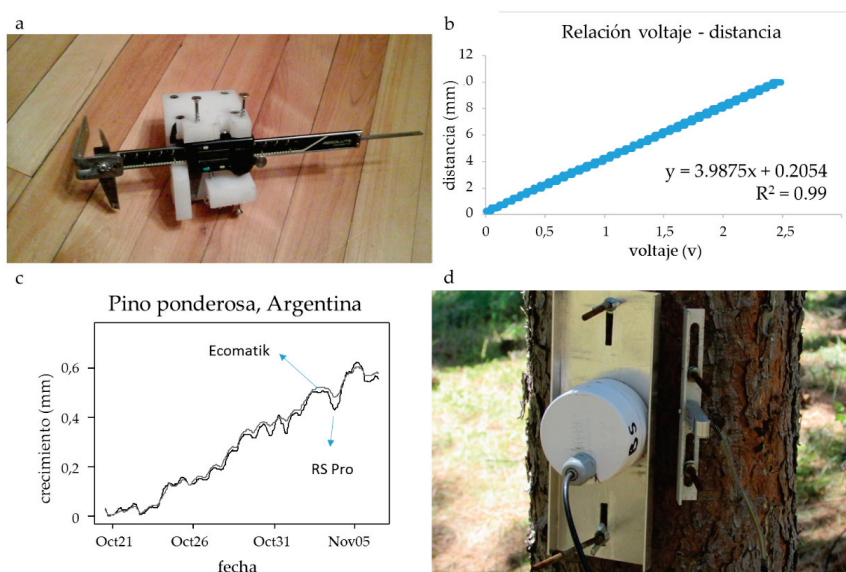 a
b
Relación voltaje - distancia
distancia (mm)
12
0
8
6
4
2
0
y = 3.9875x + 0.2054
R² = 0.99
0
0,5
1
1,5
2
2,5
voltaje (v)
c
Pino ponderosa, Argentina
crecimiento (mm)
0,6
0,4
0,2
0
Ecomatik
RS Pro
Oct21
Oct26
Oct31
Nov05
fecha
d